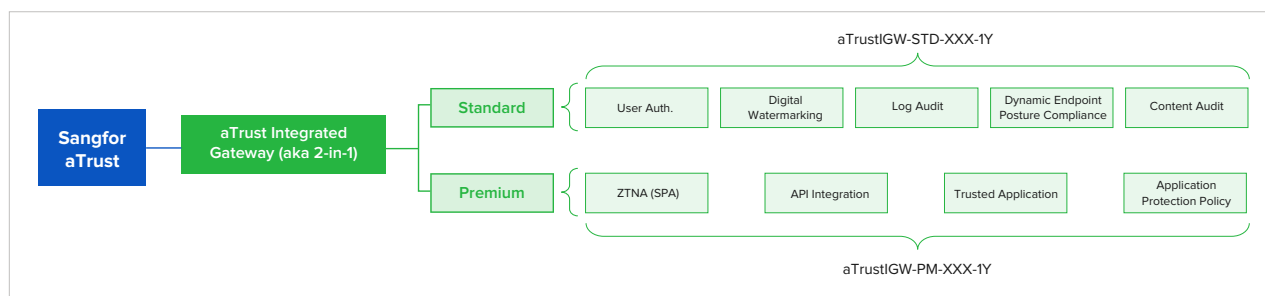 aTrustIGW-STD-XXX-1Y
Sangfor
aTrust
aTrust Integrated
Gateway (aka 2-in-1)
Standard
User Auth.
Digital
Watermarking
Log Audit
Dynamic Endpoint
Posture Compliance
Content Audit
Premium
ZTNA (SPA)
API Integration
Trusted Application
Application
Protection Policy
aTrustIGW-PM-XXX-1Y